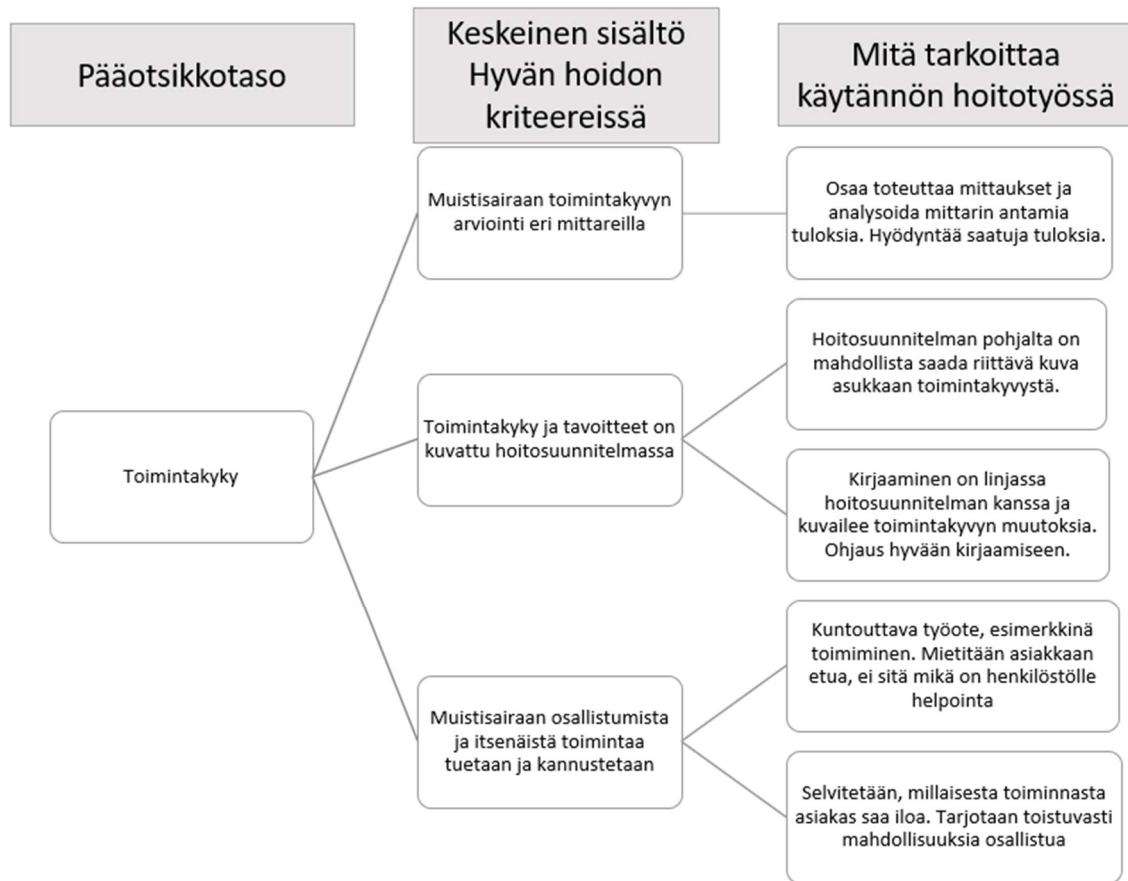 Pääotsikkotaso
Keskeinen sisältö
Hyvän hoidon
kriteereissä
Mitä tarkoittaa
käytännön hoitotyössä
Toimintakyky
Muistisairaan toimintakyvyn
arviointi eri mittareilla
Osaa toteuttaa mittaukset ja
analysoida mittarin antamia
tuloksia. Hyödyntää saatuja tuloksia.
Toimintakyky ja tavoitteet on
kuvattu hoitosuunnitelmassa
Hoitosuunnitelman pohjalta on
mahdollista saada riittävä kuva
asukkaan toimintakyvystä.
Kirjaaminen on linjassa
hoitosuunnitelman kanssa ja
kuvailee toimintakyvyn muutoksia.
Ohjaus hyvään kirjaamiseen.
Muistisairaan osallistumista
ja itsenäistä toimintaa
tuetaan ja kannustetaan
Kuntouttava työote, esimerkkinä
toimiminen. Mietitään asiakkaan
etua, ei sitä mikä on henkilöstölle
helpointa
Selvitetään, millaisesta toiminnasta
asiakas saa iloa. Tarjotaan toistuvasti
mahdollisuuksia osallistua